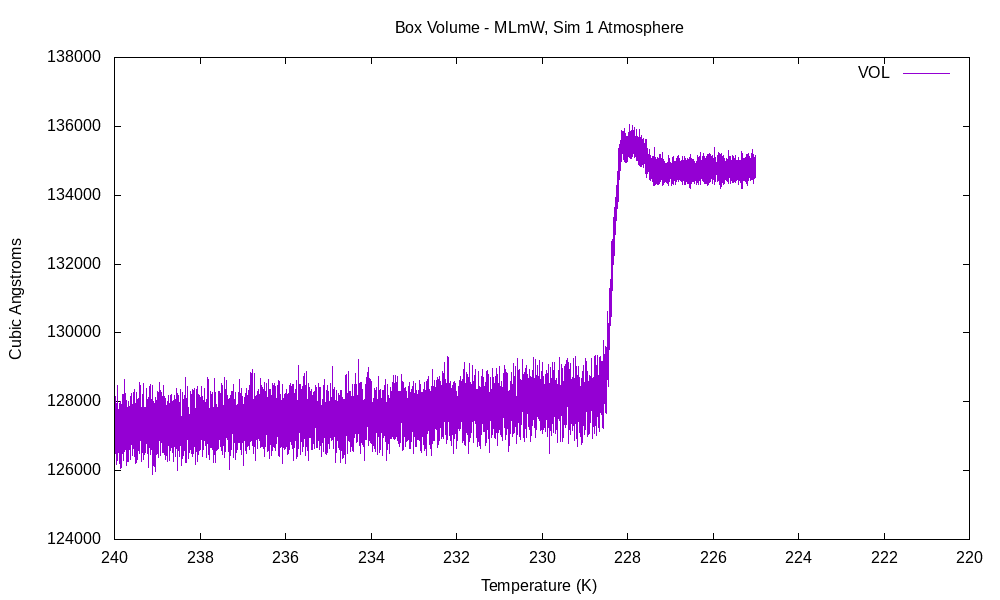 Box Volume - MLmW, Sim 1 Atmosphere
138000
VOL
136000
134000
132000
130000
128000
126000
124000
Cubic Angstroms
240 238 236 234 232 230 228 226 224 222 220
Temperature (K)